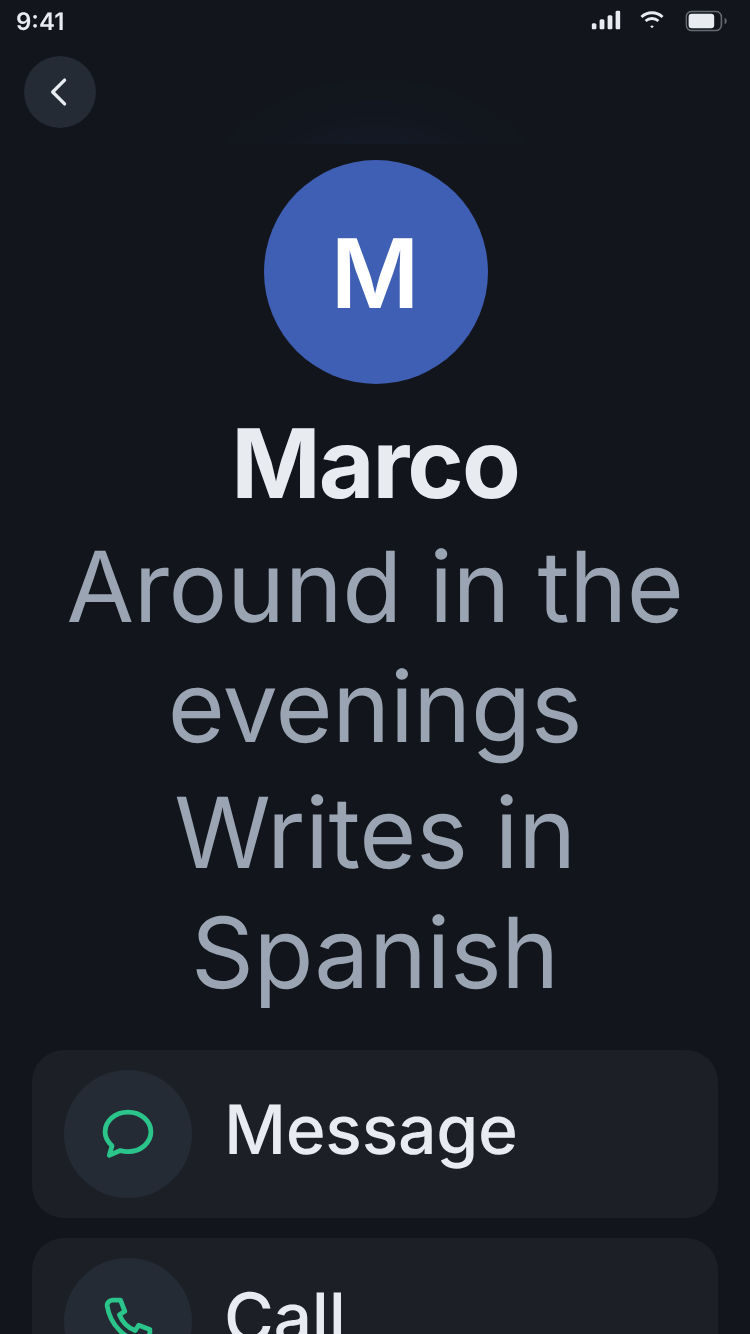 9:41
M
Marco
Around in the
evenings
Writes in
Spanish
Message
Call